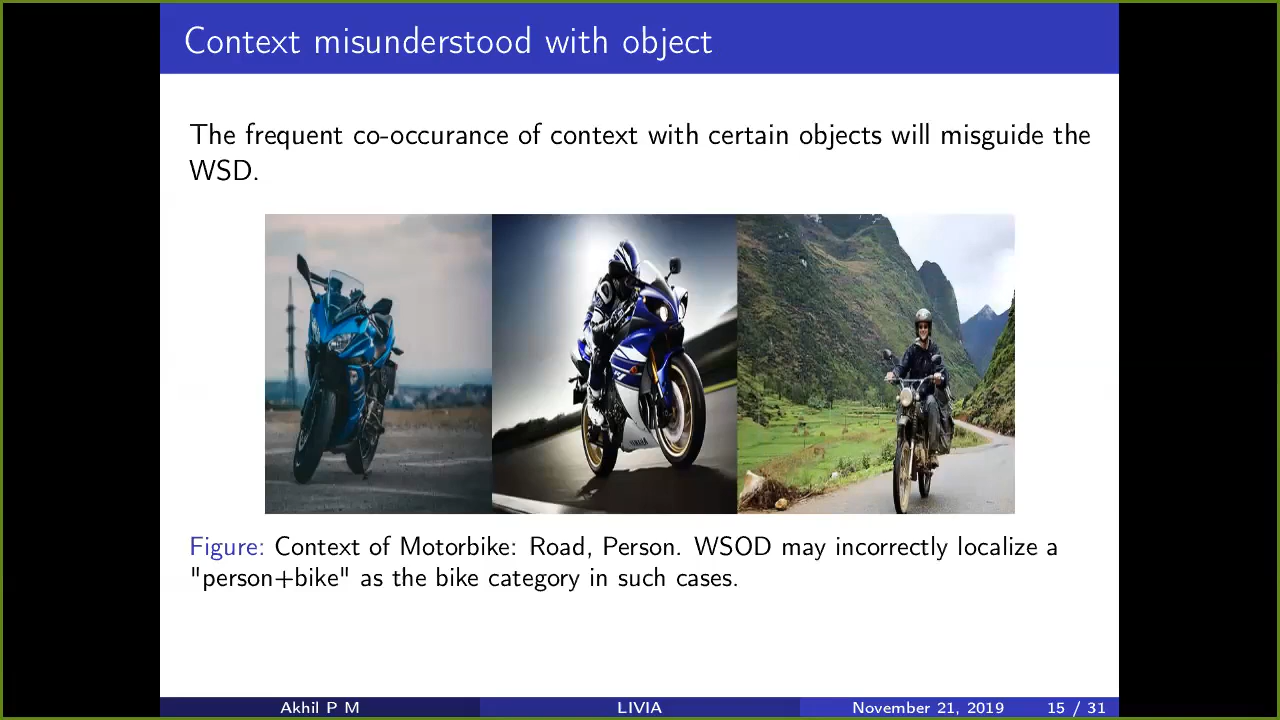 Context misunderstood with object
The frequent co-occurance of context with certain objects will misguide the
WSD.
Figure: Context of Motorbike: Road, Person. WSOD may incorrectly localize a
"person+bike" as the bike category in such cases.
Akhil P M LIVIA November 21, 2019 15 / 31